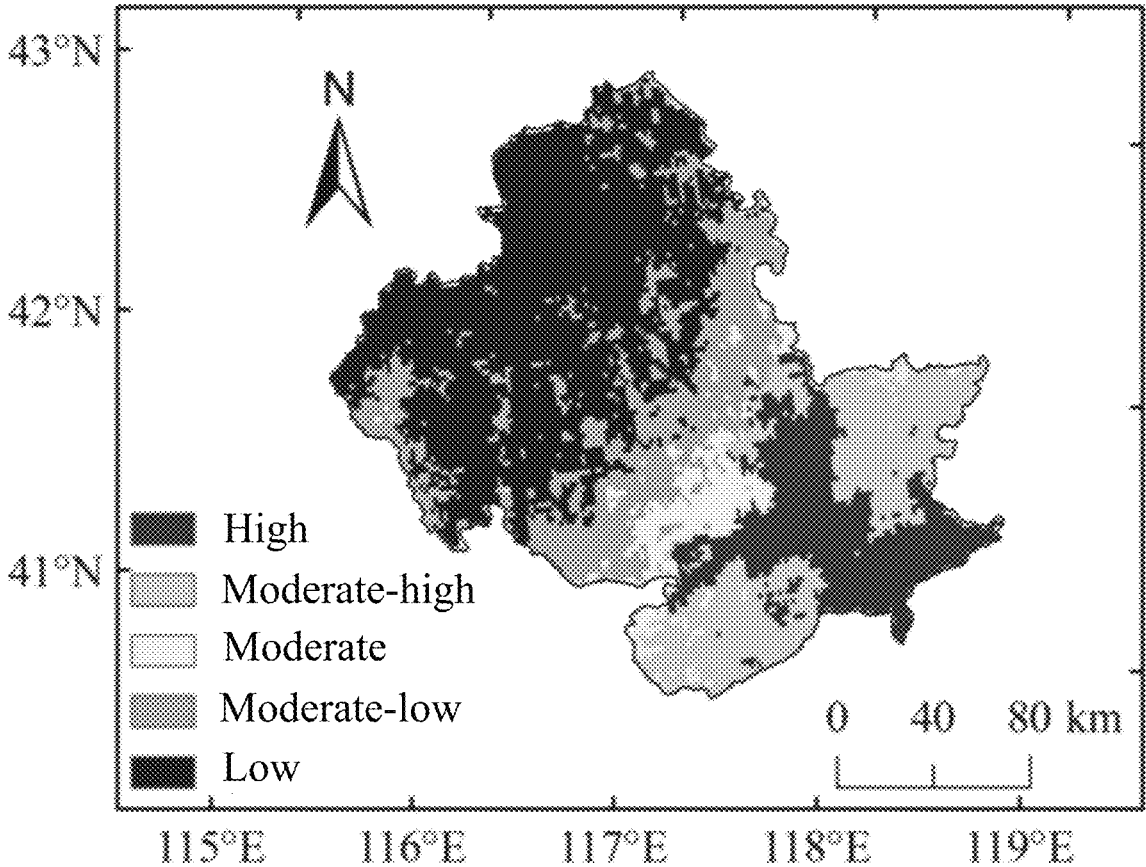 43°N
N
42°N
41°N
High
Moderate-high
Moderate
Moderate-low
Low
0 40 80 km
115°E 116°E 117°E 118°E 119°E